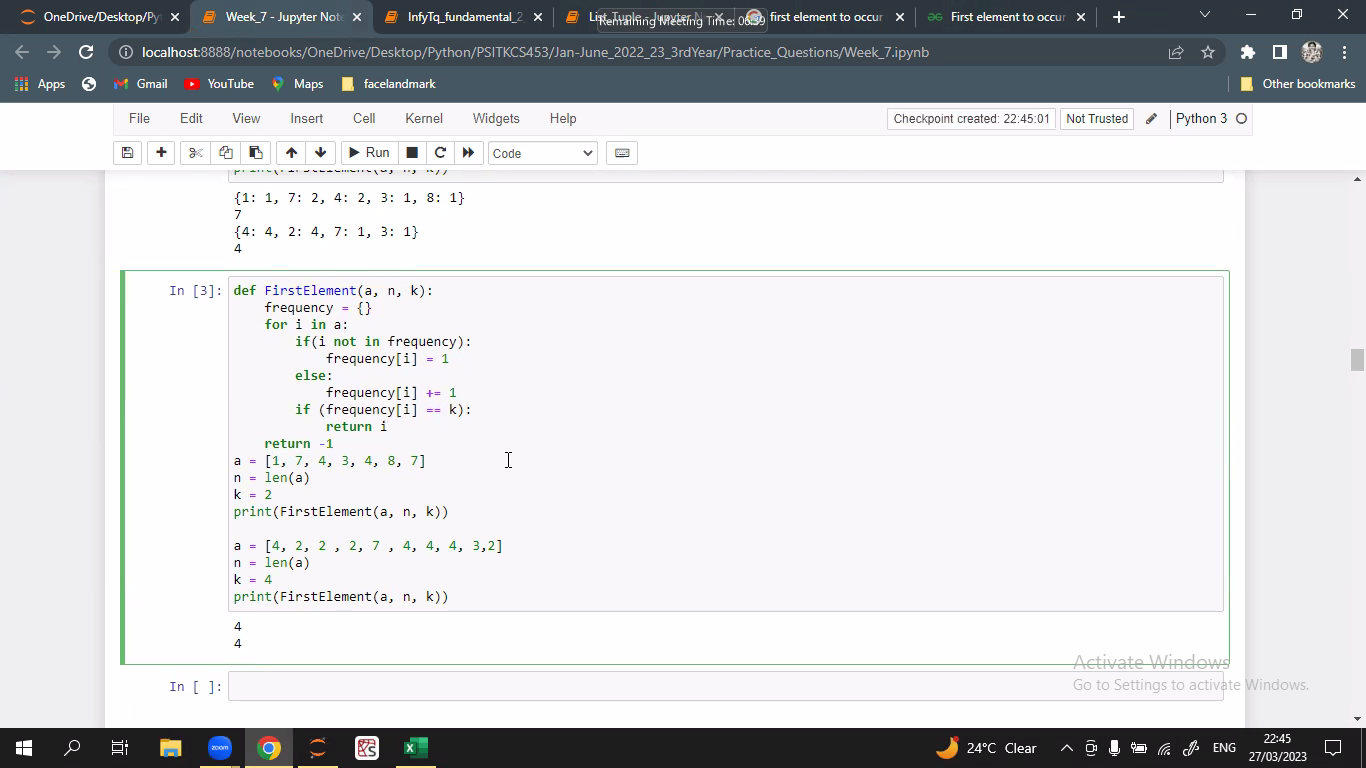 OneDrive/Desktop/Py
Week_7 - Jupyter Not
InfyTq_fundamental_2
List_Tuple - Jupyter N
first element to occur
First element to occur
Remaining Meeting Time: 06:59
localhost:8888/notebooks/OneDrive/Desktop/Python/PSITKCS453/Jan-June_2022_23_3rdYear/Practice_Questions/Week_7.ipynb
Apps
Gmail
YouTube
Maps
facelandmark
Other bookmarks
File
Edit
View
Insert
Cell
Kernel
Widgets
Help
Checkpoint created: 22:45:01
Not Trusted
Python 3
Run
Code
print(FirstElement(a, n, k))
{1: 1, 7: 2, 4: 2, 3: 1, 8: 1}
7
{4: 4, 2: 4, 7: 1, 3: 1}
4
In [3]:
def FirstElement(a, n, k):
    frequency = {}
    for i in a:
        if(i not in frequency):
            frequency[i] = 1
        else:
            frequency[i] += 1
        if (frequency[i] == k):
            return i
    return -1
a = [1, 7, 4, 3, 4, 8, 7]
n = len(a)
k = 2
print(FirstElement(a, n, k))
a = [4, 2, 2 , 2, 7 , 4, 4, 4, 3,2]
n = len(a)
k = 4
print(FirstElement(a, n, k))
4
4
In [ ]:
Activate Windows
Go to Settings to activate Windows.
zoom
24°C Clear
ENG
22:45
27/03/2023